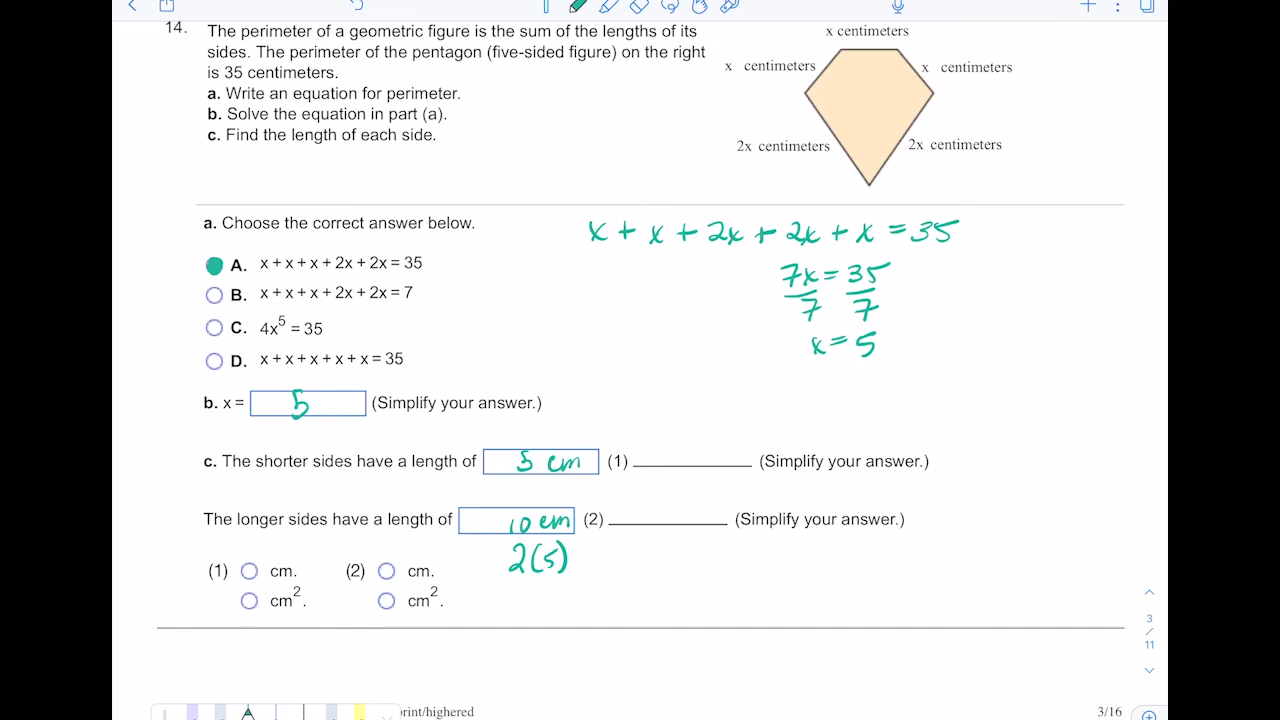 14. The perimeter of a geometric figure is the sum of the lengths of its
sides. The perimeter of the pentagon (five-sided figure) on the right
is 35 centimeters.
a. Write an equation for perimeter.
b. Solve the equation in part (a).
c. Find the length of each side.
x centimeters
x centimeters
x centimeters
2x centimeters
2x centimeters
a. Choose the correct answer below.
x + x + 2x + 2x + x = 35
7x = 35
7 7
x = 5
A. x + x + x + 2x + 2x = 35
B. x + x + x + 2x + 2x = 7
C. 4x⁵ = 35
D. x + x + x + x + x = 35
b. x = 5 (Simplify your answer.)
c. The shorter sides have a length of 5 cm (1) (Simplify your answer.)
The longer sides have a length of 10 cm (2) (Simplify your answer.)
2(5)
(1) cm. (2) cm.
cm². cm².
3
/
11
print/highered 3/16